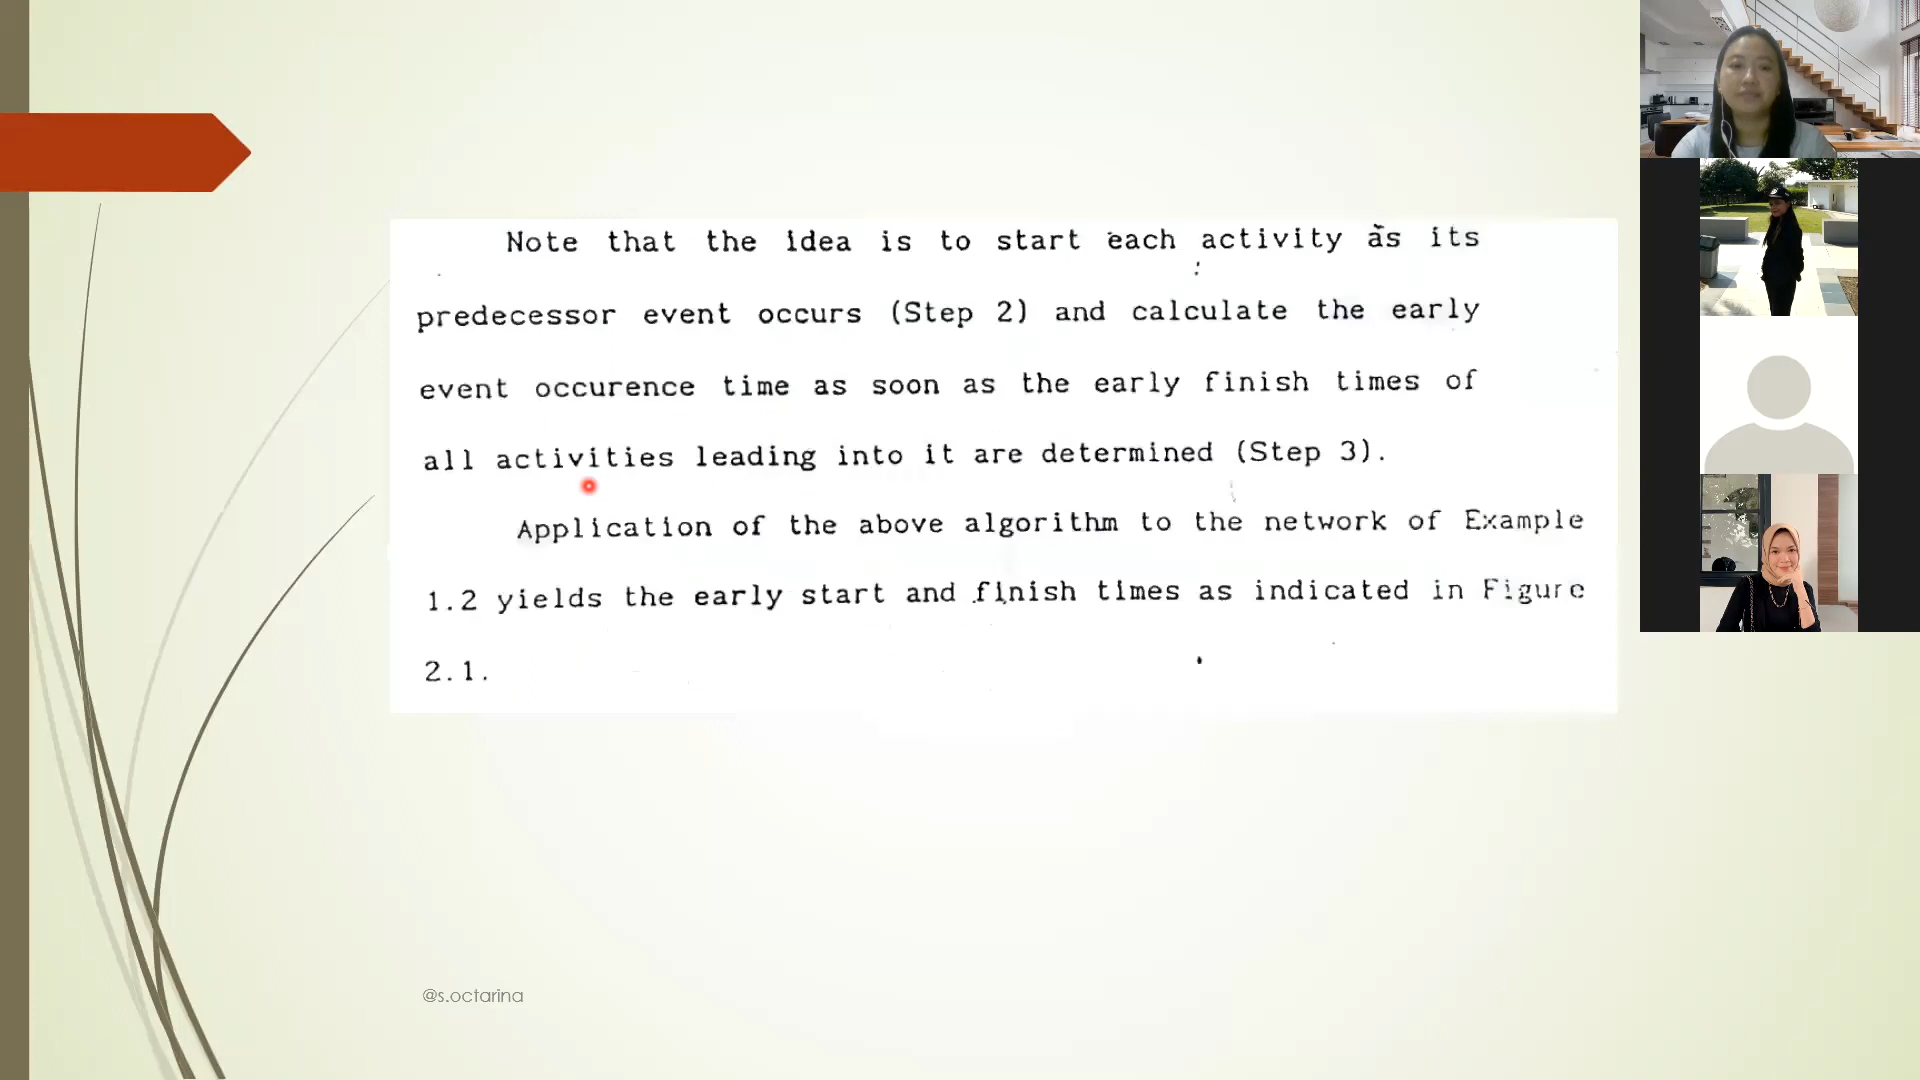 Note that the idea is to start each activity as its
predecessor event occurs (Step 2) and calculate the early
event occurence time as soon as the early finish times of
all activities leading into it are determined (Step 3).
Application of the above algorithm to the network of Example
1.2 yields the early start and finish times as indicated in Figure
2.1.
@s.octarina